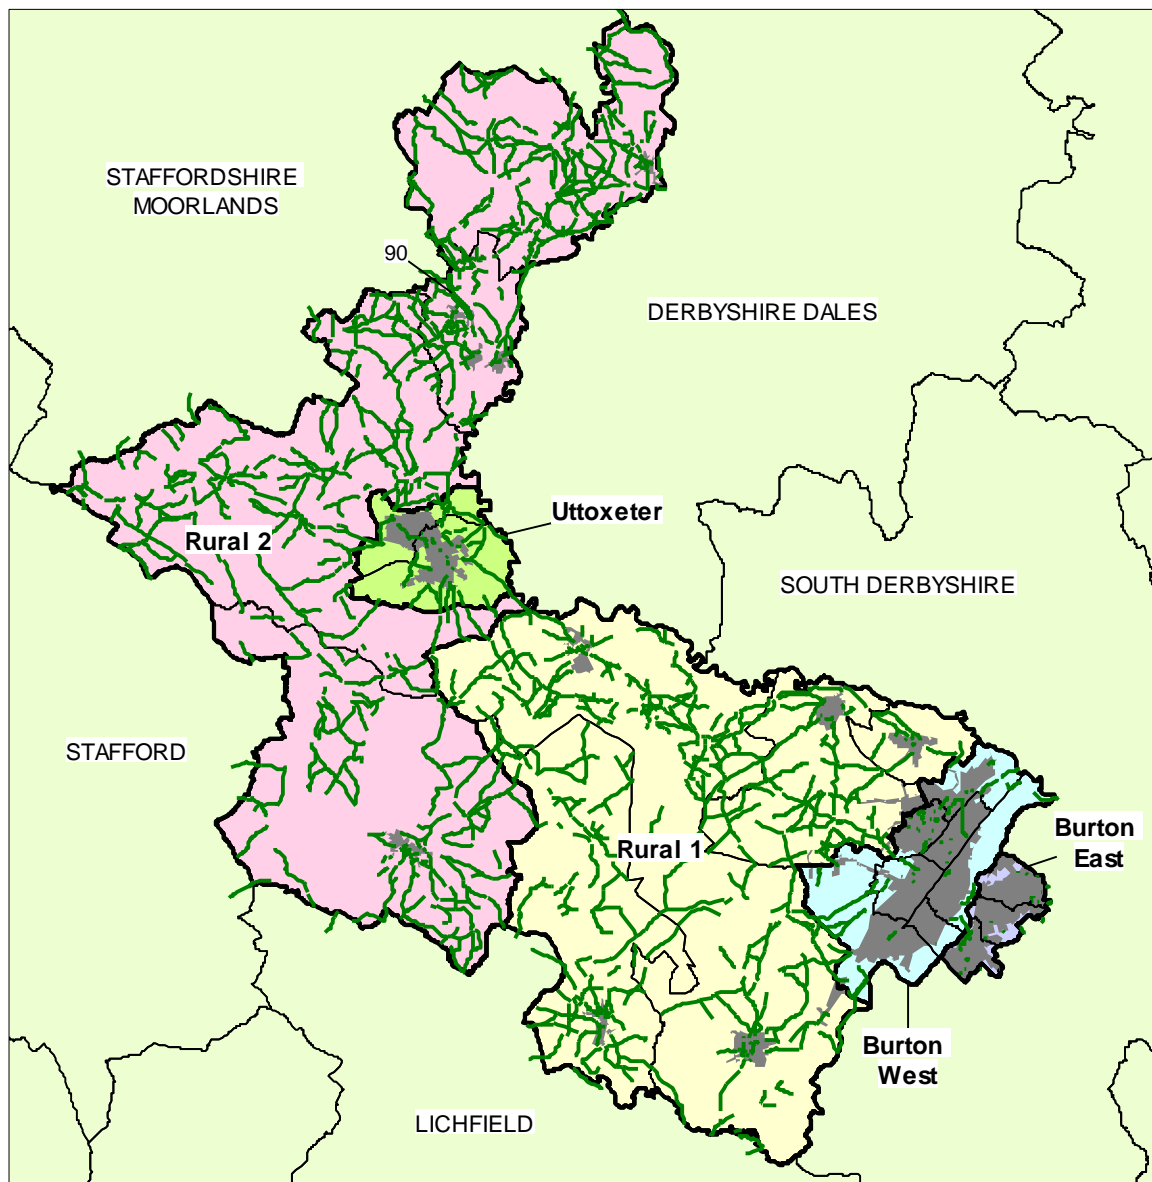 STAFFORDSHIRE
MOORLANDS
90
DERBYSHIRE DALES
Uttoxeter
Rural 2
SOUTH DERBYSHIRE
STAFFORD
Burton
East
Rural 1
Burton
West
LICHFIELD